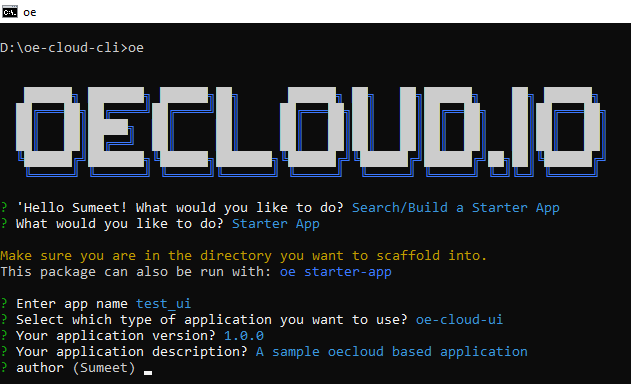 oe
D:\oe-cloud-cli>oe
OECLOUD.IO
? 'Hello Sumeet! What would you like to do? Search/Build a Starter App
? What would you like to do? Starter App
Make sure you are in the directory you want to scaffold into.
This package can also be run with: oe starter-app
? Enter app name test_ui
? Select which type of application you want to use? oe-cloud-ui
? Your application version? 1.0.0
? Your application description? A sample oecloud based application
? author (Sumeet)